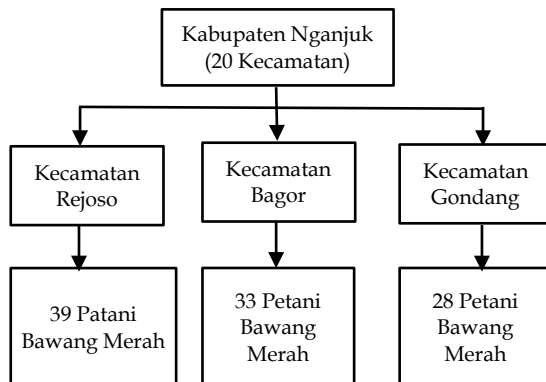 Kabupaten Nganjuk
(20 Kecamatan)
Kecamatan
Rejoso
Kecamatan
Bagor
Kecamatan
Gondang
39 Patani
Bawang Merah
33 Petani
Bawang
Merah
28 Petani
Bawang
Merah